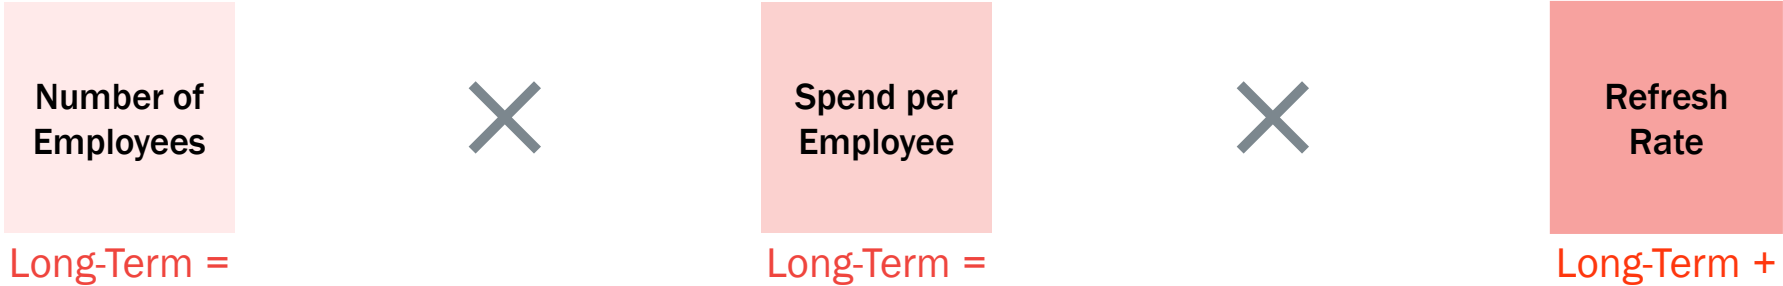 Number of
Employees
×
Spend per
Employee
×
Refresh
Rate
Long-Term =
Long-Term =
Long-Term +